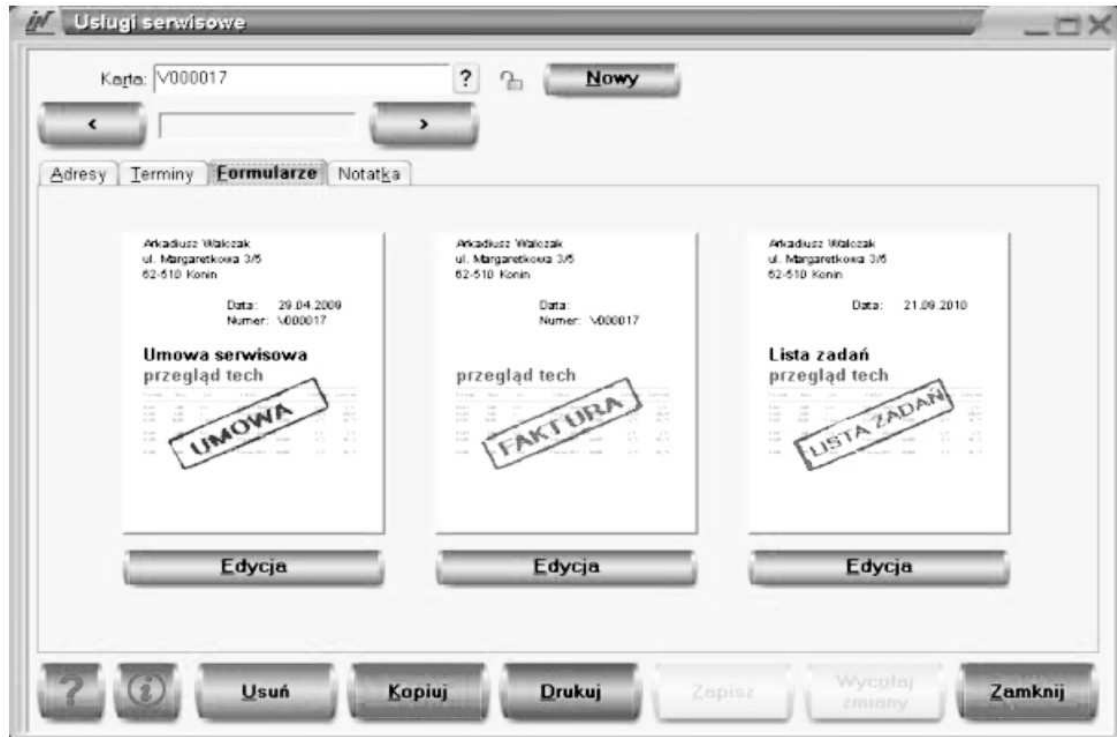 Usługi serwisowe
Karta: V000017 ? Nowy
< >
Adresy Terminy Formularze Notatka
Arkadiusz Walczak
ul. Margaretkowa 3/5
62-510 Konin
Data: 29.04.2009
Numer: V000017
Umowa serwisowa
przegląd tech
UMOWA
Edycja
Arkadiusz Walczak
ul. Margaretkowa 3/5
62-510 Konin
Data:
Numer: V000017
przegląd tech
FAKTURA
Edycja
Arkadiusz Walczak
ul. Margaretkowa 3/5
62-510 Konin
Data: 21.09.2010
Lista zadań
przegląd tech
LISTA ZADAŃ
Edycja
? i Usuń Kopiuj Drukuj Zapisz Wycofaj zmiany Zamknij